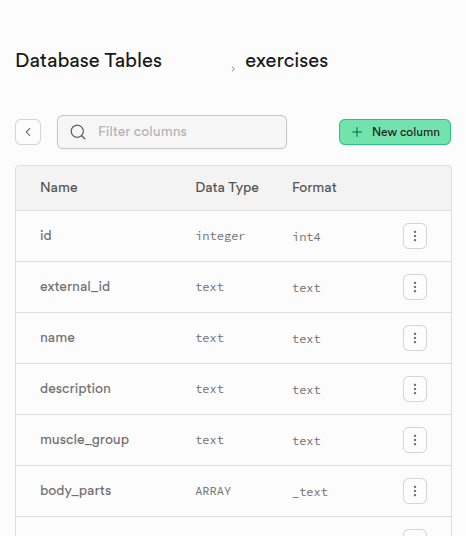 Database Tables › exercises
Filter columns
New column
Name Data Type Format
id integer int4
external_id text text
name text text
description text text
muscle_group text text
body_parts ARRAY _text